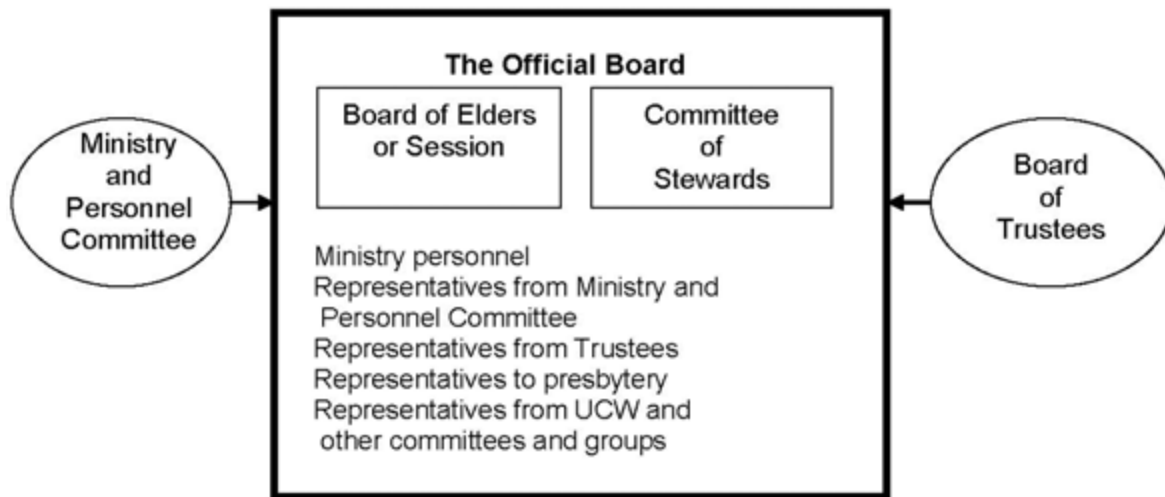 The Official Board
Board of Elders
or Session
Committee
of
Stewards
Ministry
and
Personnel
Committee
Board
of
Trustees
Ministry personnel
Representatives from Ministry and
Personnel Committee
Representatives from Trustees
Representatives to presbytery
Representatives from UCW and
other committees and groups